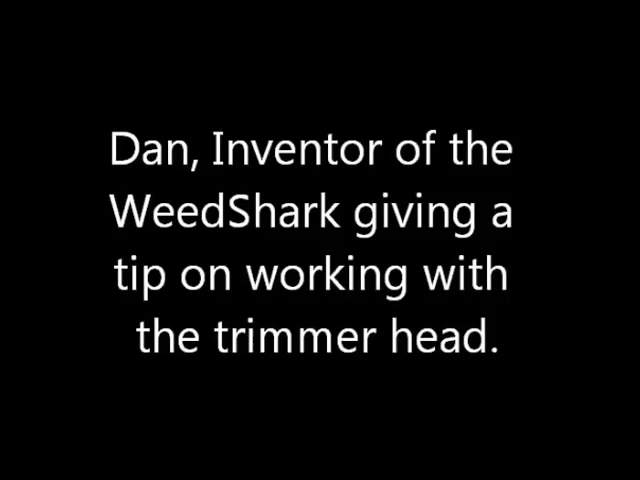 Dan, Inventor of the
WeedShark giving a
tip on working with
the trimmer head.